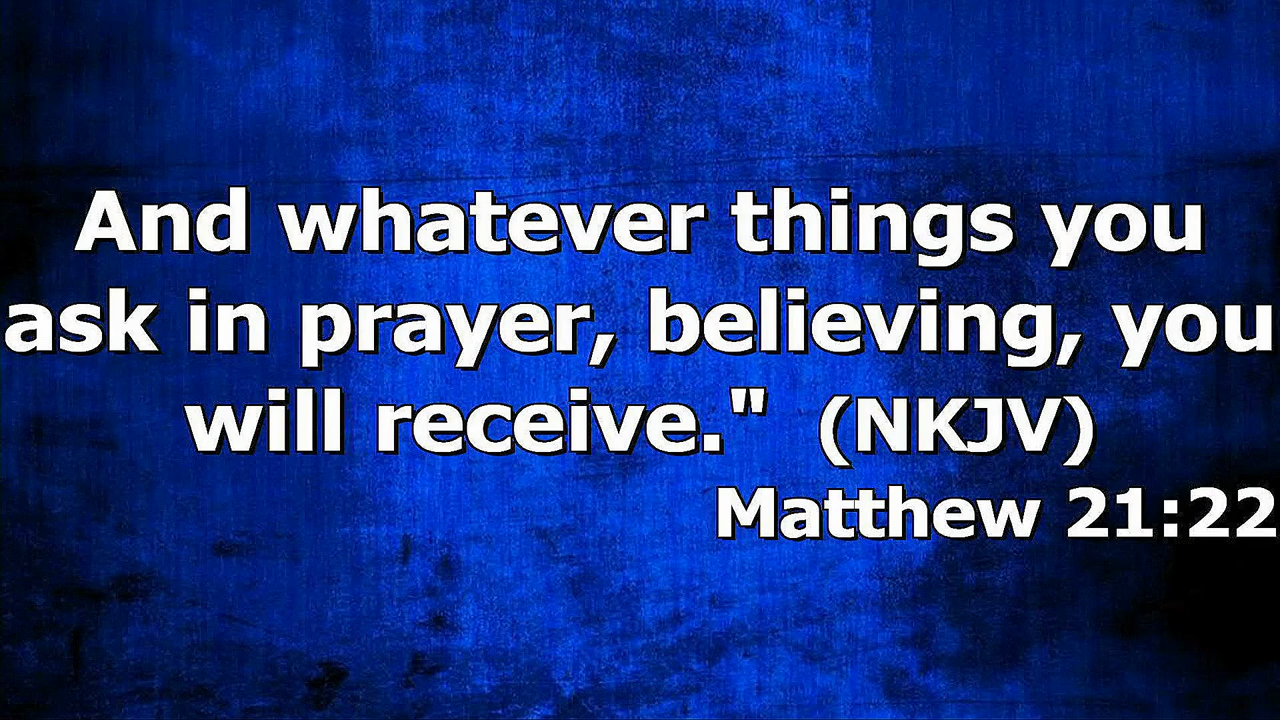 And whatever things you
ask in prayer, believing, you
will receive."  (NKJV)
Matthew 21:22